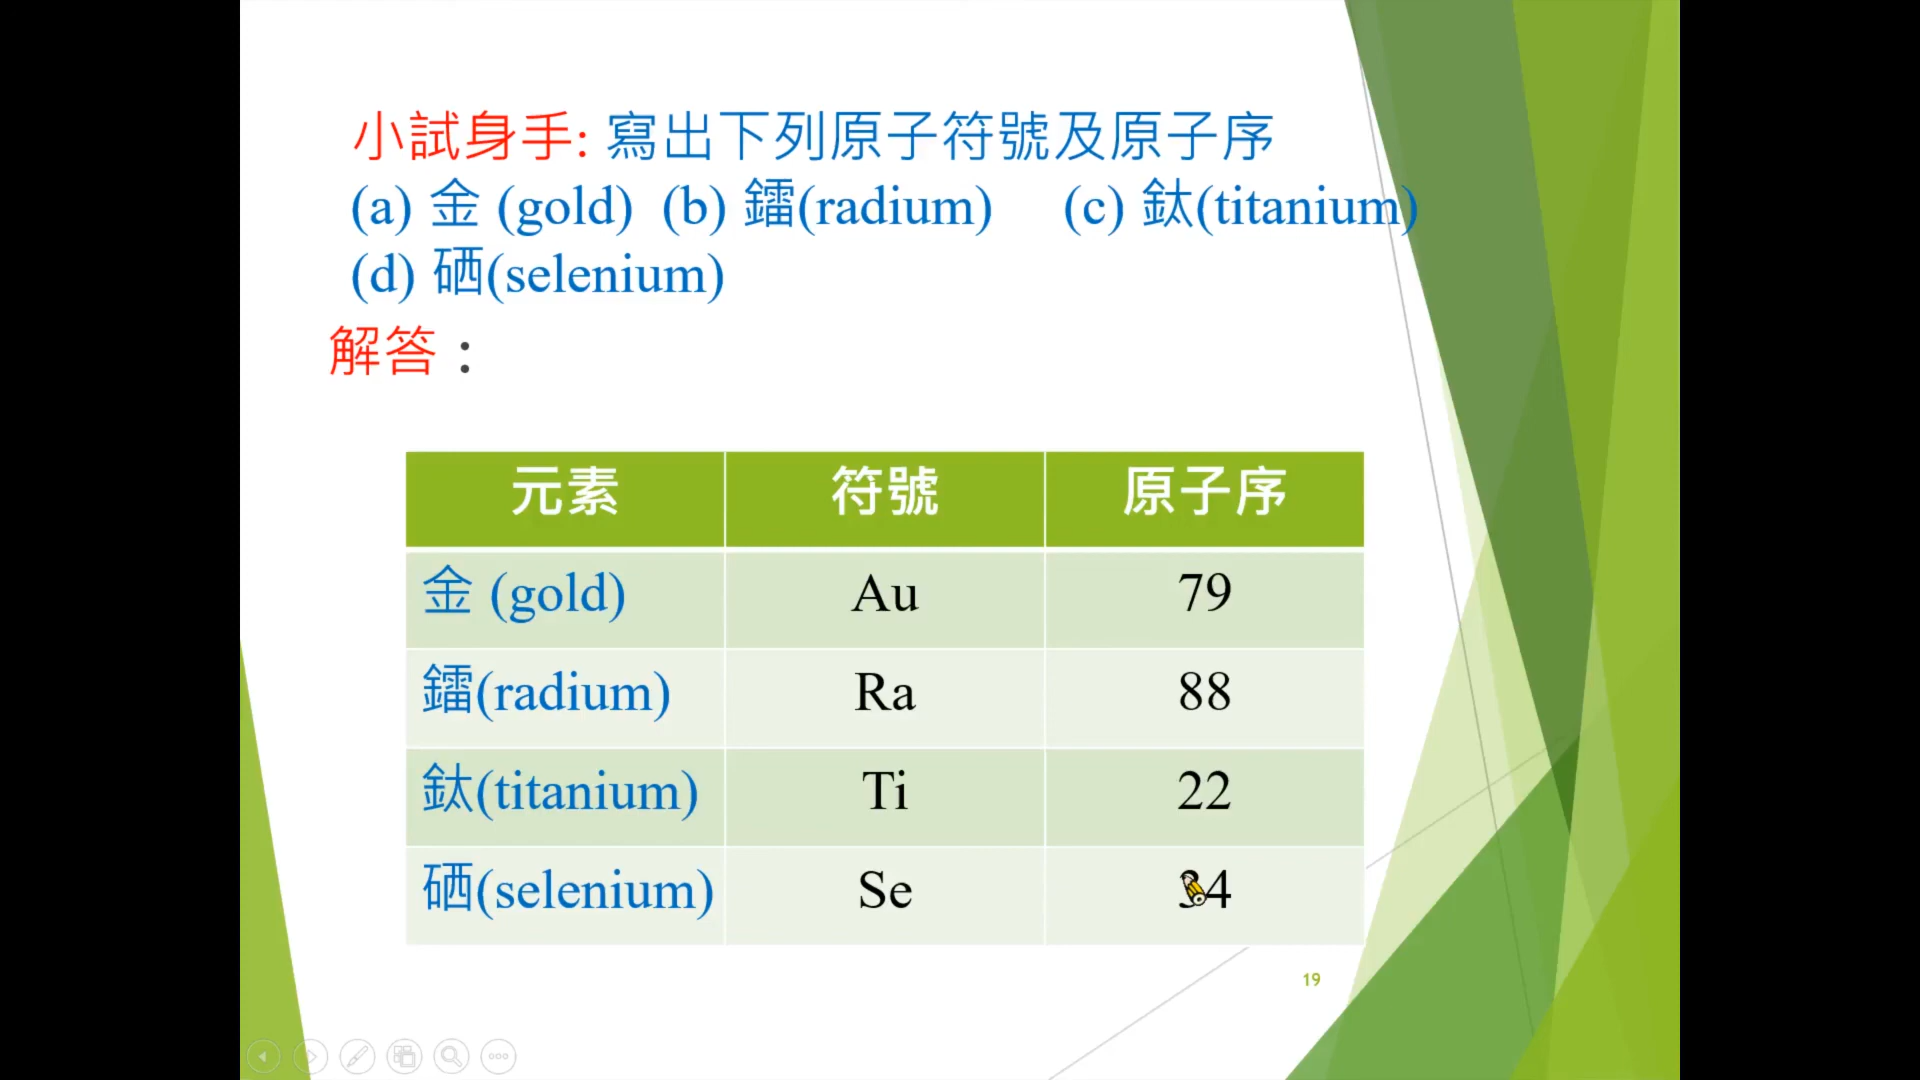 小試身手: 寫出下列原子符號及原子序
(a) 金 (gold) (b) 鐳(radium) (c) 鈦(titanium)
(d) 硒(selenium)
解答：
元素 符號 原子序
金 (gold) Au 79
鐳(radium) Ra 88
鈦(titanium) Ti 22
硒(selenium) Se 34
19